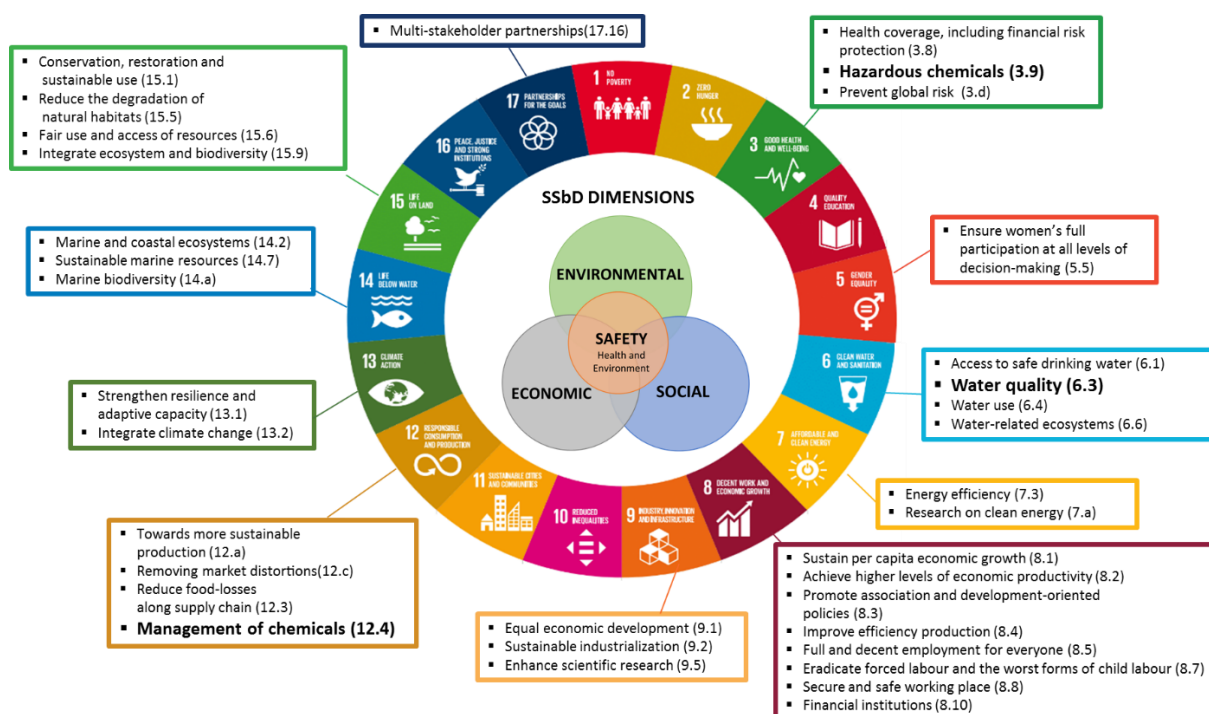 ▪ Multi-stakeholder partnerships(17.16)
▪ Health coverage, including financial risk
protection (3.8)
▪ Hazardous chemicals (3.9)
▪ Prevent global risk (3.d)
▪ Conservation, restoration and
sustainable use (15.1)
▪ Reduce the degradation of
natural habitats (15.5)
▪ Fair use and access of resources (15.6)
▪ Integrate ecosystem and biodiversity (15.9)
1 NO
POVERTY
2 ZERO
HUNGER
3 GOOD HEALTH
AND WELL-BEING
4 QUALITY
EDUCATION
5 GENDER
EQUALITY
6 CLEAN WATER
AND SANITATION
7 AFFORDABLE AND
CLEAN ENERGY
8 DECENT WORK AND
ECONOMIC GROWTH
9 INDUSTRY, INNOVATION
AND INFRASTRUCTURE
10 REDUCED
INEQUALITIES
11 SUSTAINABLE CITIES
AND COMMUNITIES
12 RESPONSIBLE
CONSUMPTION
AND PRODUCTION
13 CLIMATE
ACTION
14 LIFE
BELOW WATER
15 LIFE
ON LAND
16 PEACE, JUSTICE
AND STRONG
INSTITUTIONS
17 PARTNERSHIPS
FOR THE GOALS
SSbD DIMENSIONS
ENVIRONMENTAL
SAFETY
Health and
Environment
ECONOMIC
SOCIAL
▪ Marine and coastal ecosystems (14.2)
▪ Sustainable marine resources (14.7)
▪ Marine biodiversity (14.a)
▪ Ensure women's full
participation at all levels of
decision-making (5.5)
▪ Access to safe drinking water (6.1)
▪ Water quality (6.3)
▪ Water use (6.4)
▪ Water-related ecosystems (6.6)
▪ Strengthen resilience and
adaptive capacity (13.1)
▪ Integrate climate change (13.2)
▪ Energy efficiency (7.3)
▪ Research on clean energy (7.a)
▪ Towards more sustainable
production (12.a)
▪ Removing market distortions(12.c)
▪ Reduce food-losses
along supply chain (12.3)
▪ Management of chemicals (12.4)
▪ Equal economic development (9.1)
▪ Sustainable industrialization (9.2)
▪ Enhance scientific research (9.5)
▪ Sustain per capita economic growth (8.1)
▪ Achieve higher levels of economic productivity (8.2)
▪ Promote association and development-oriented
policies (8.3)
▪ Improve efficiency production (8.4)
▪ Full and decent employment for everyone (8.5)
▪ Eradicate forced labour and the worst forms of child labour (8.7)
▪ Secure and safe working place (8.8)
▪ Financial institutions (8.10)